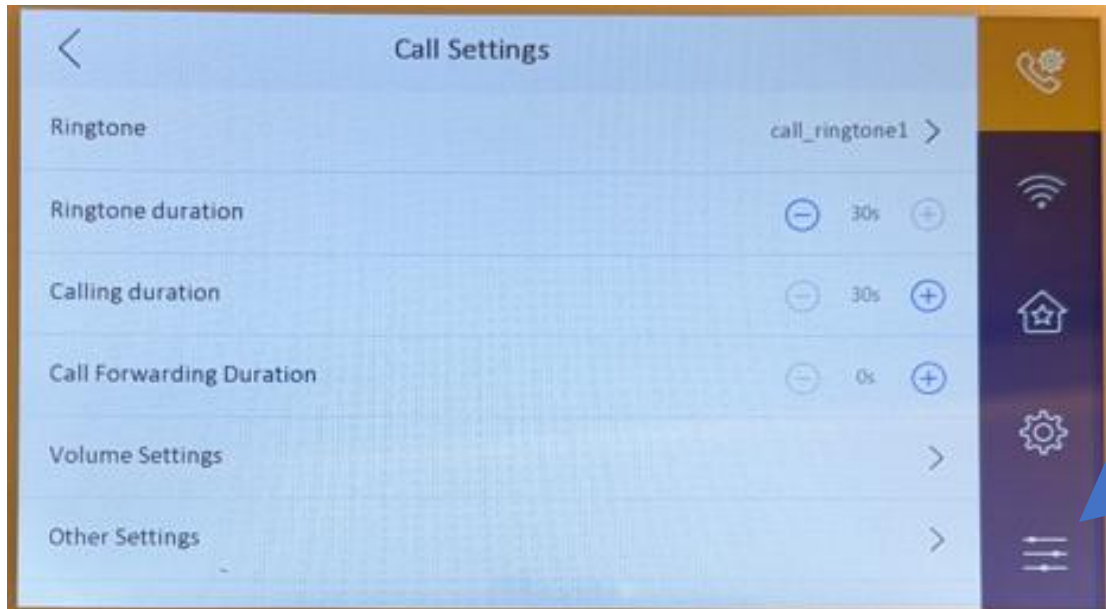 Call Settings
Ringtone call_ringtone1
Ringtone duration 30s
Calling duration 30s
Call Forwarding Duration 0s
Volume Settings
Other Settings